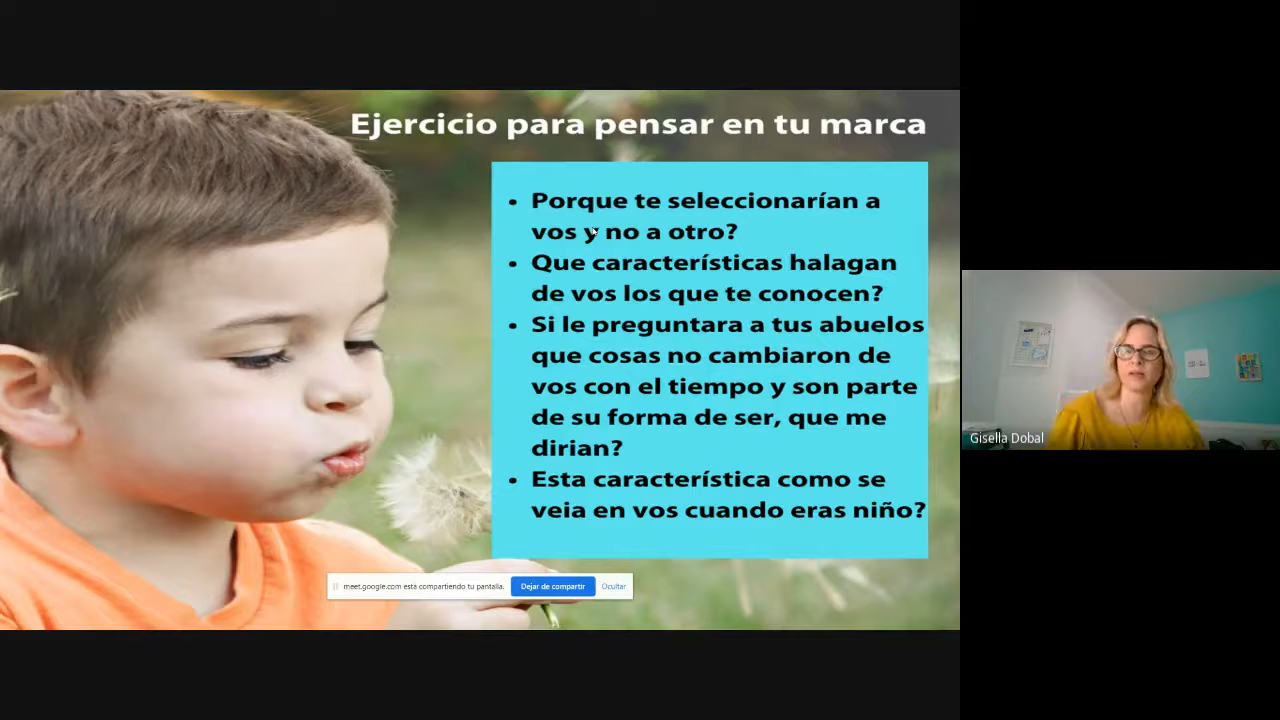 Ejercicio para pensar en tu marca
• Porque te seleccionarían a
vos y no a otro?
• Que características halagan
de vos los que te conocen?
• Si le preguntara a tus abuelos
que cosas no cambiaron de
vos con el tiempo y son parte
de su forma de ser, que me
dirian?
• Esta característica como se
veia en vos cuando eras niño?
meet.google.com está compartiendo tu pantalla.
Dejar de compartir
Ocultar
Gisella Dobal